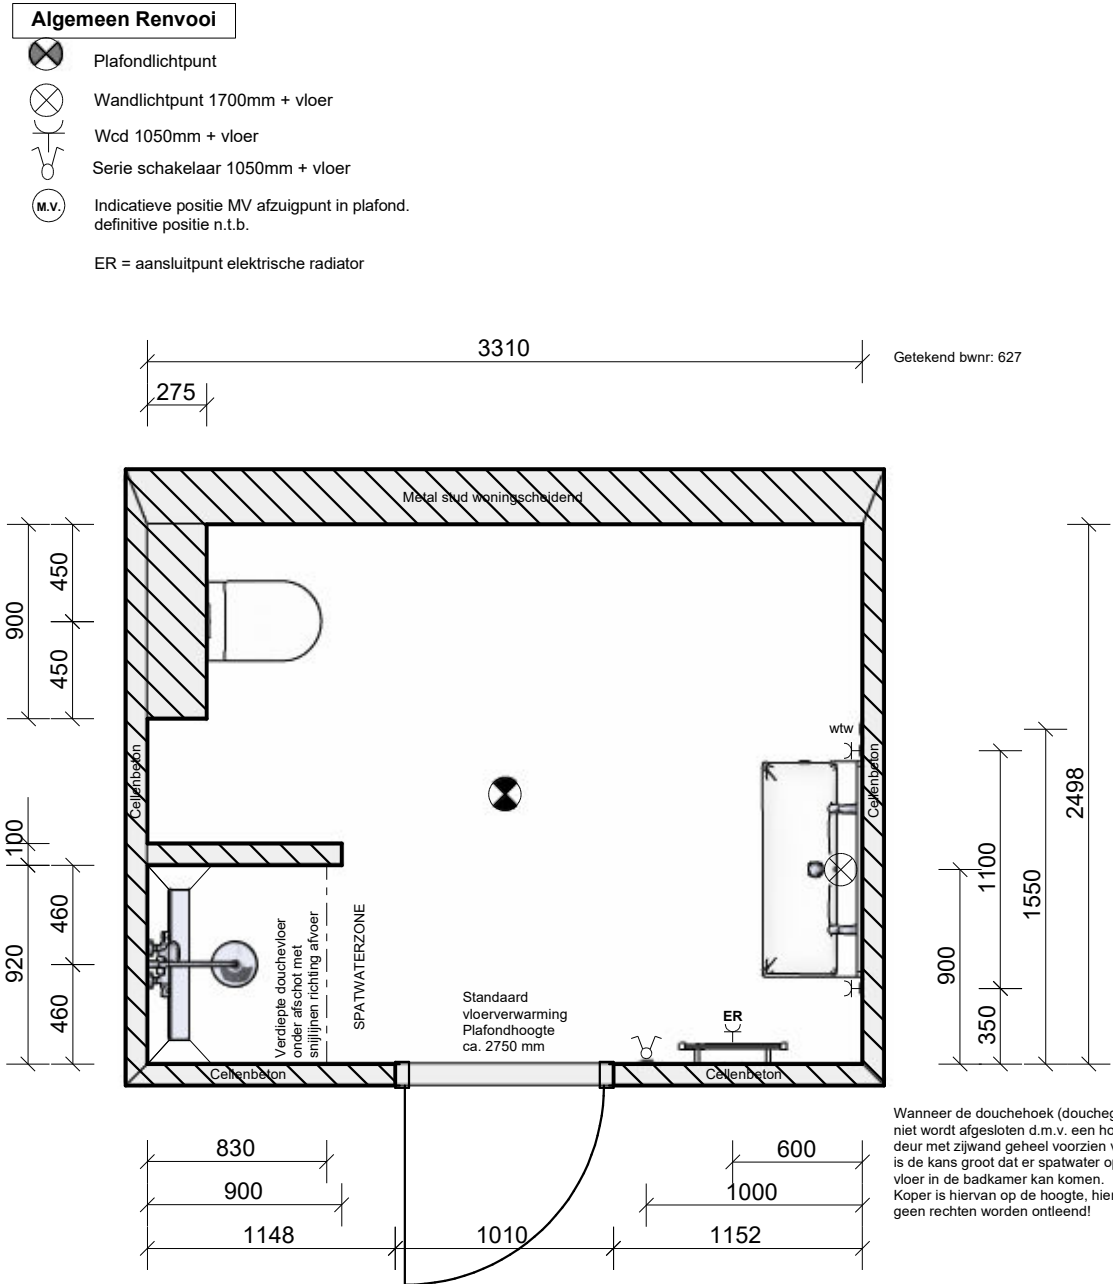 Algemeen Renvooi
Plafondlichtpunt
Wandlichtpunt 1700mm + vloer
Wcd 1050mm + vloer
Serie schakelaar 1050mm + vloer
M.V.
Indicatieve positie MV afzuigpunt in plafond.
definitive positie n.t.b.
ER = aansluitpunt elektrische radiator
3310
Getekend bwnr: 627
275
Metal stud woningscheidend
450
900
450
wtw
Cellenbeton
Cellenbeton
2498
100
1100
1550
460
920
460
900
350
Verdiepte douchevloer
onder afschot met
snijlijnen richting afvoer
SPATWATERZONE
Standaard
vloerverwarming
Plafondhoogte
ca. 2750 mm
ER
Cellenbeton
Cellenbeton
Wanneer de douchehoek (doucheg
niet wordt afgesloten d.m.v. een ho
deur met zijwand geheel voorzien v
is de kans groot dat er spatwater op
vloer in de badkamer kan komen.
Koper is hiervan op de hoogte, hier
geen rechten worden ontleend!
830
600
900
1000
1148
1010
1152